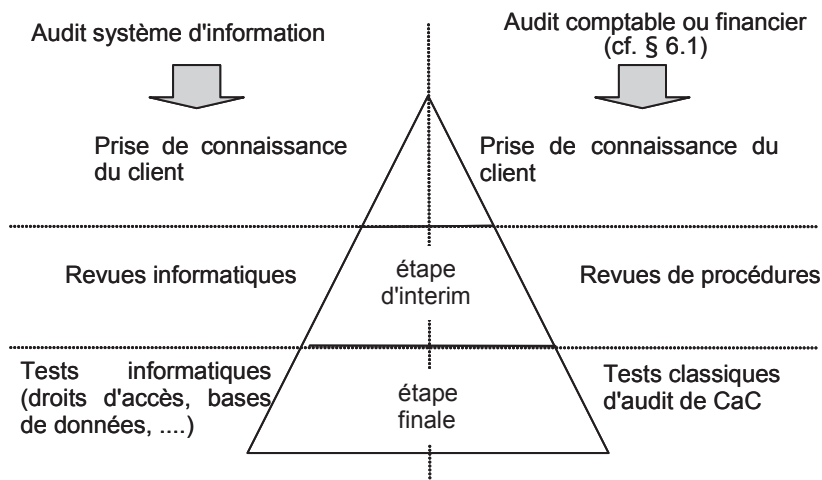 Audit système d'information
Audit comptable ou financier
(cf. § 6.1)
Prise de connaissance
du client
Prise de connaissance du
client
Revues informatiques
étape
d'interim
Revues de procédures
Tests informatiques
(droits d'accès, bases
de données, ....)
étape
finale
Tests classiques
d'audit de CaC